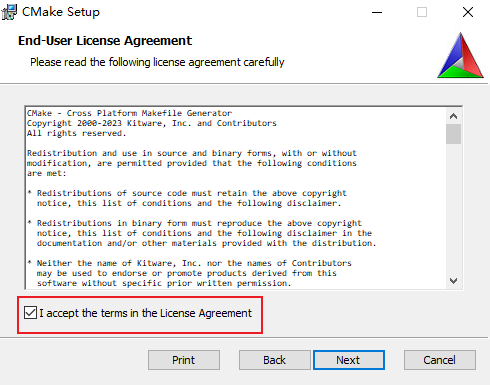 CMake Setup
End-User License Agreement
Please read the following license agreement carefully
CMake - Cross Platform Makefile Generator
Copyright 2000-2023 Kitware, Inc. and Contributors
All rights reserved.
Redistribution and use in source and binary forms, with or without
modification, are permitted provided that the following conditions
are met:
* Redistributions of source code must retain the above copyright
notice, this list of conditions and the following disclaimer.
* Redistributions in binary form must reproduce the above copyright
notice, this list of conditions and the following disclaimer in the
documentation and/or other materials provided with the distribution.
* Neither the name of Kitware, Inc. nor the names of Contributors
may be used to endorse or promote products derived from this
software without specific prior written permission.
I accept the terms in the License Agreement
Print
Back
Next
Cancel